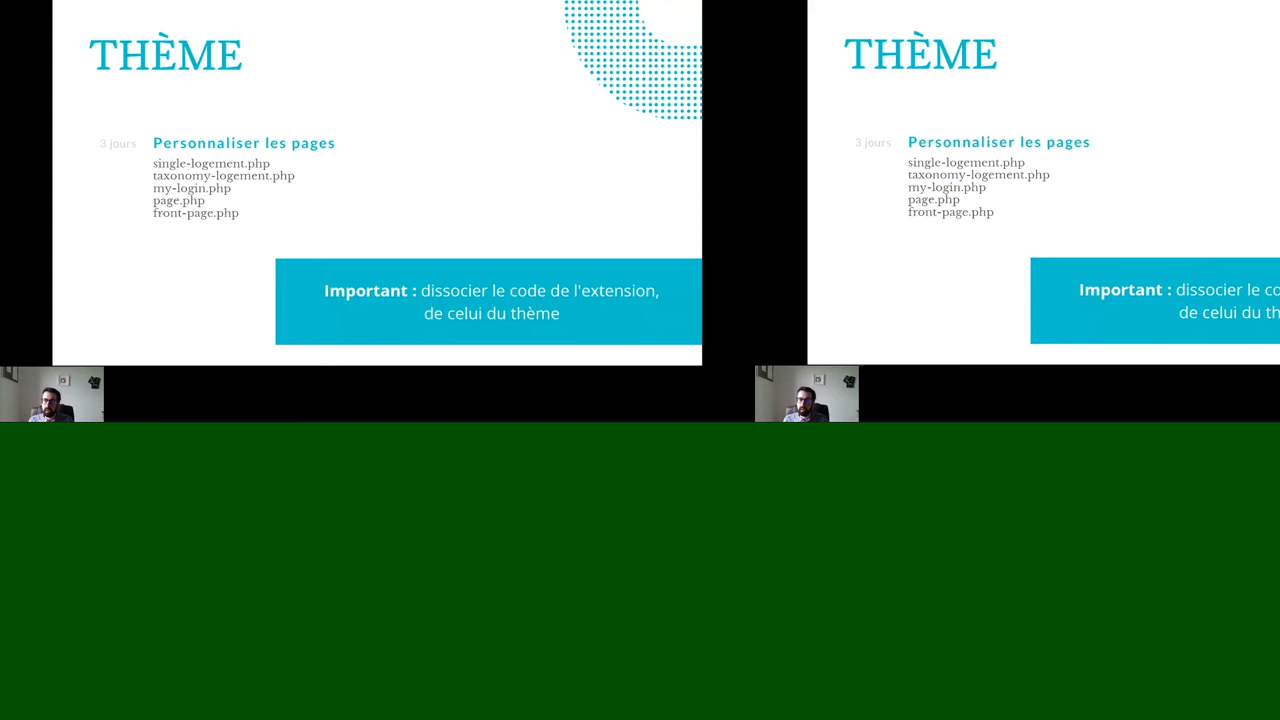 THÈME
3 jours Personnaliser les pages
single-logement.php
taxonomy-logement.php
my-login.php
page.php
front-page.php
Important : dissocier le code de l'extension,
de celui du thème
THÈME
3 jours Personnaliser les pages
single-logement.php
taxonomy-logement.php
my-login.php
page.php
front-page.php
Important : dissocier le co
de celui du th